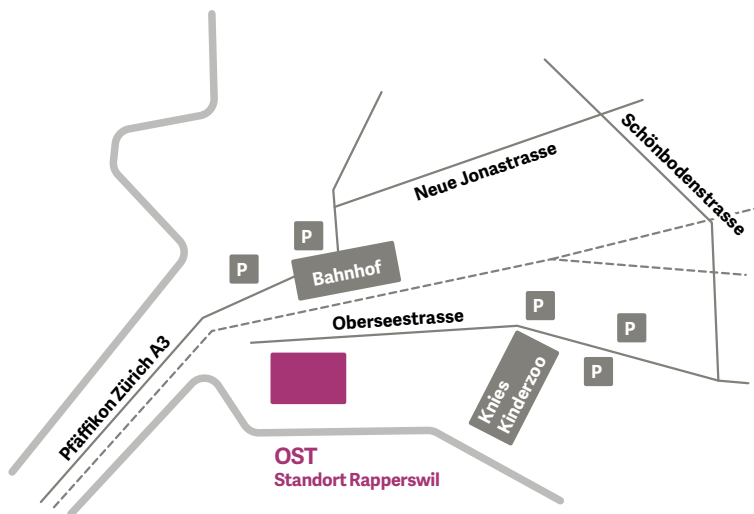 Schönbodenstrasse
Neue Jonastrasse
P
P
Bahnhof
P
Oberseestrasse
P
Pfäffikon Zürich A3
P
Knies
Kinderzoo
OST
Standort Rapperswil